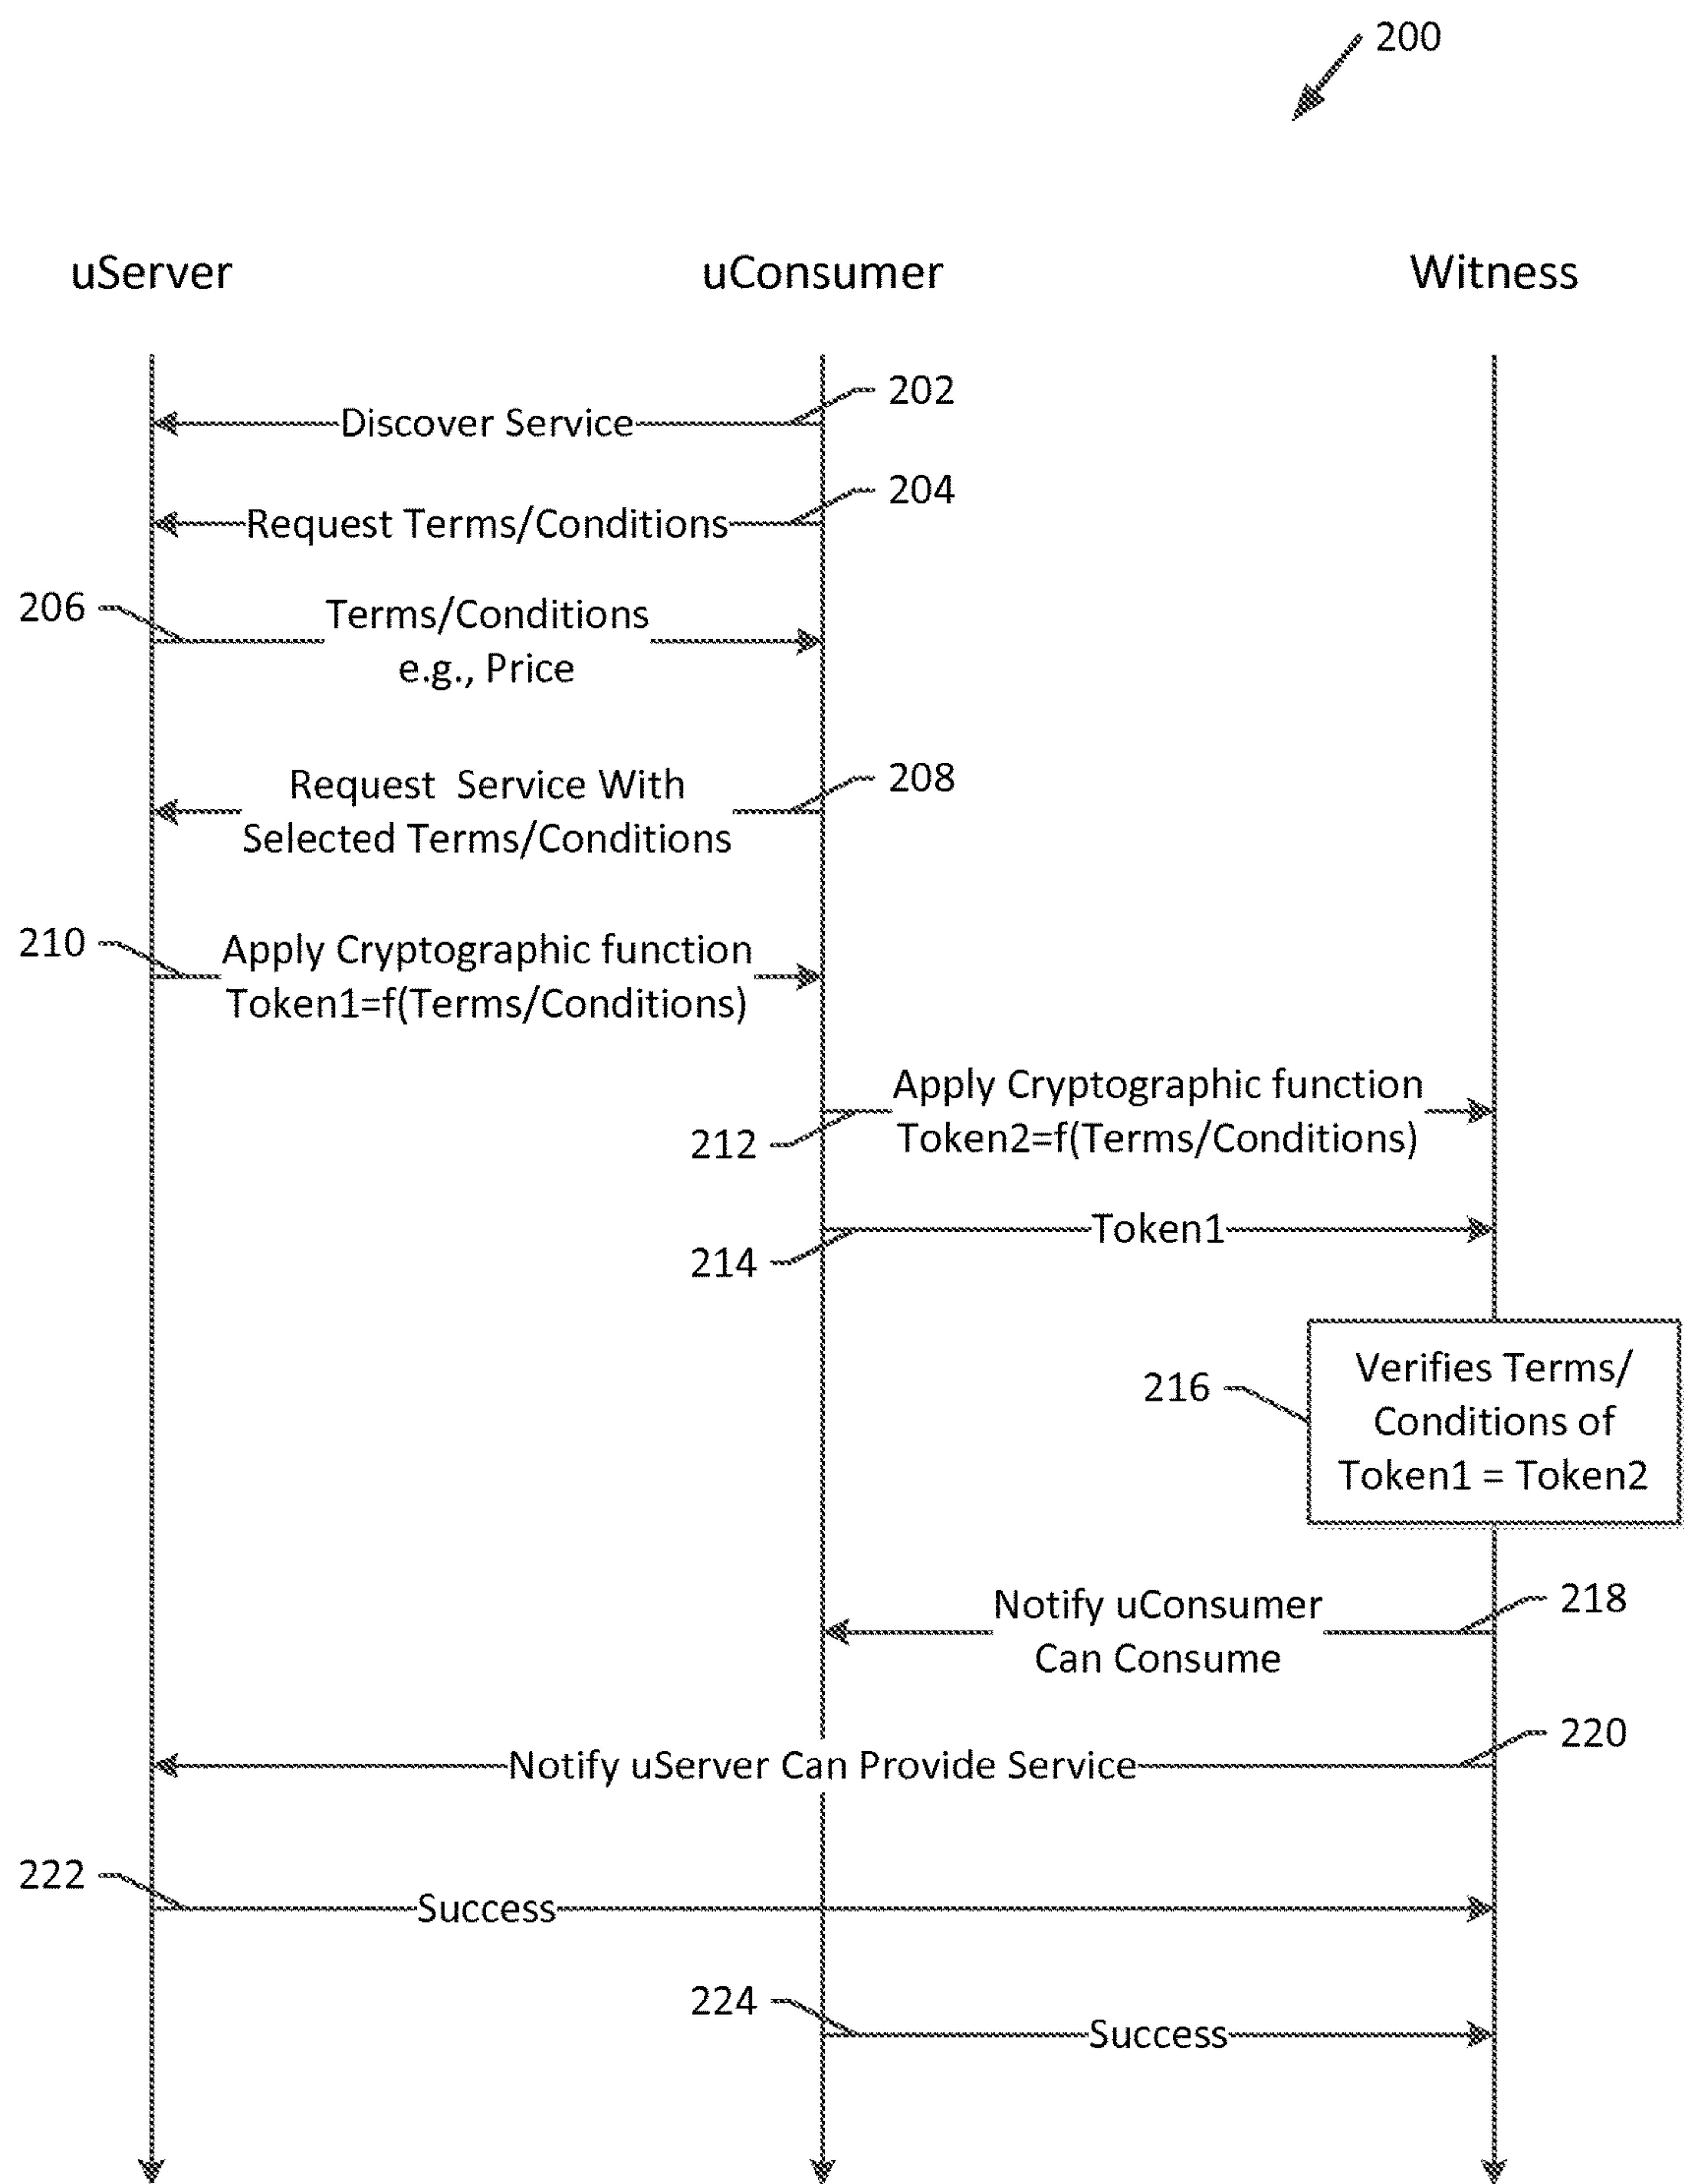 200
uServer
uConsumer
Witness
202
Discover Service
204
Request Terms/Conditions
206
Terms/Conditions
e.g., Price
208
Request Service With
Selected Terms/Conditions
210
Apply Cryptographic function
Token1=f(Terms/Conditions)
212
Apply Cryptographic function
Token2=f(Terms/Conditions)
214
Token1
216
Verifies Terms/
Conditions of
Token1 = Token2
218
Notify uConsumer
Can Consume
220
Notify uServer Can Provide Service
222
Success
224
Success